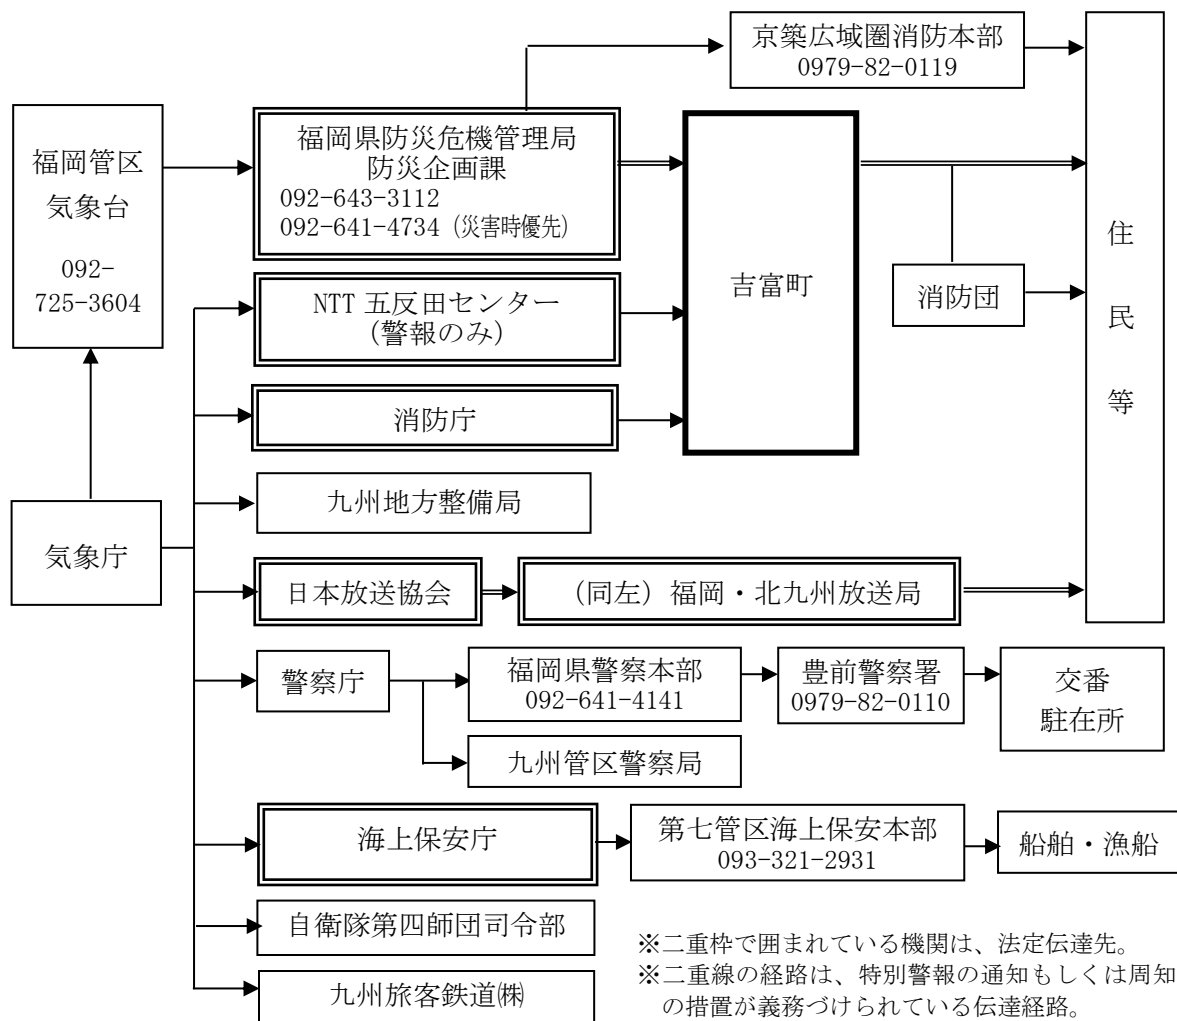 京築広域圏消防本部
0979-82-0119
福岡管区
気象台
092-
725-3604
福岡県防災危機管理局
防災企画課
092-643-3112
092-641-4734（災害時優先）
吉富町
住
民
等
消防団
NTT 五反田センター
（警報のみ）
消防庁
九州地方整備局
気象庁
日本放送協会
（同左）福岡・北九州放送局
警察庁
福岡県警察本部
092-641-4141
豊前警察署
0979-82-0110
交番
駐在所
九州管区警察局
海上保安庁
第七管区海上保安本部
093-321-2931
船舶・漁船
自衛隊第四師団司令部
九州旅客鉄道㈱
※二重枠で囲まれている機関は、法定伝達先。
※二重線の経路は、特別警報の通知もしくは周知
の措置が義務づけられている伝達経路。